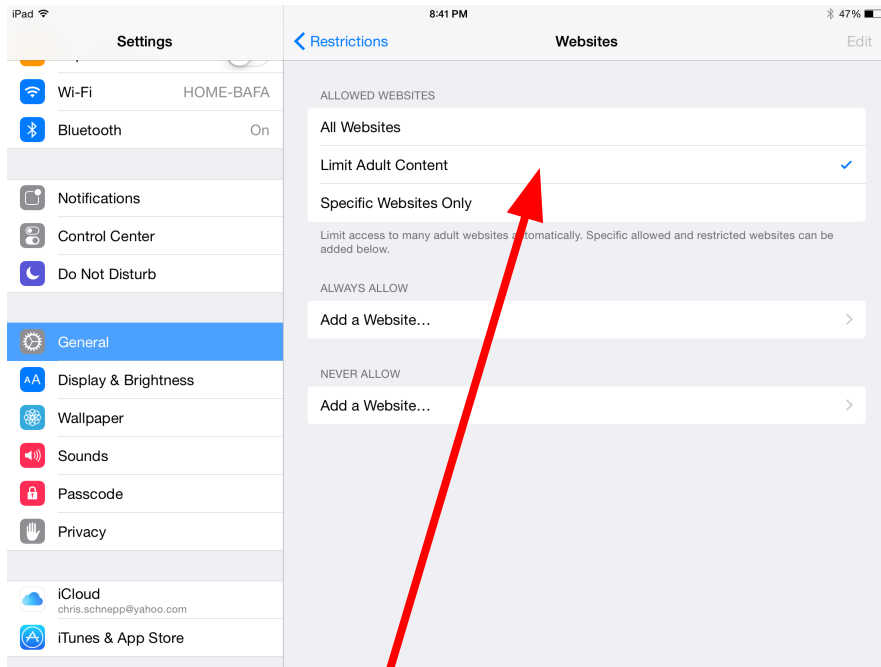 iPad 8:41 PM 47%
Settings
Restrictions Websites Edit
Wi-Fi HOME-BAFA
Bluetooth On
Notifications
Control Center
Do Not Disturb
General
AA Display & Brightness
Wallpaper
Sounds
Passcode
Privacy
iCloud
chris.schnepp@yahoo.com
iTunes & App Store
ALLOWED WEBSITES
All Websites
Limit Adult Content
Specific Websites Only
Limit access to many adult websites automatically. Specific allowed and restricted websites can be
added below.
ALWAYS ALLOW
Add a Website…
NEVER ALLOW
Add a Website…